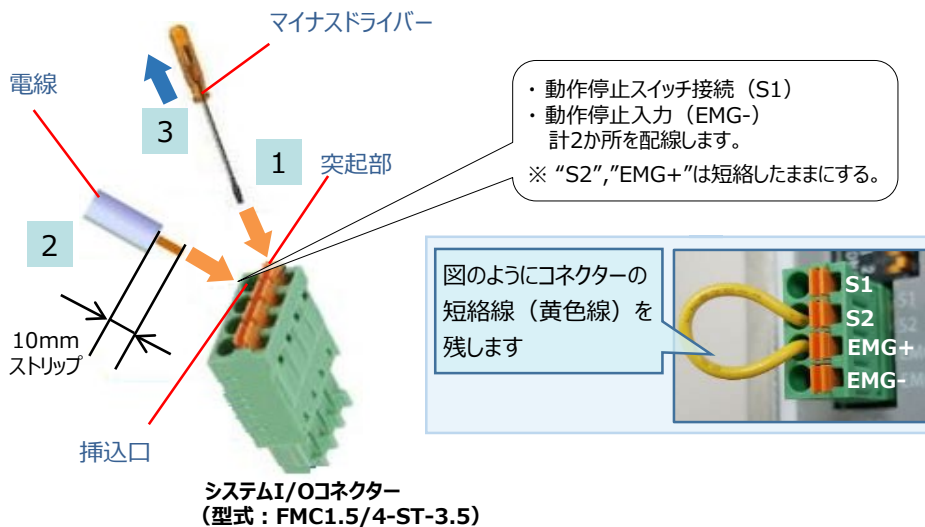 マイナスドライバー
電線
3
1
突起部
2
10mm
ストリップ
挿込口
システムI/Oコネクター
（型式：FMC1.5/4-ST-3.5）
・動作停止スイッチ接続（S1）
・動作停止入力（EMG-）
計2か所を配線します。
※ “S2”,”EMG+”は短絡したままにする。
図のようにコネクターの
短絡線（黄色線）を
残します
S1
S2
EMG+
EMG-
S1
S2